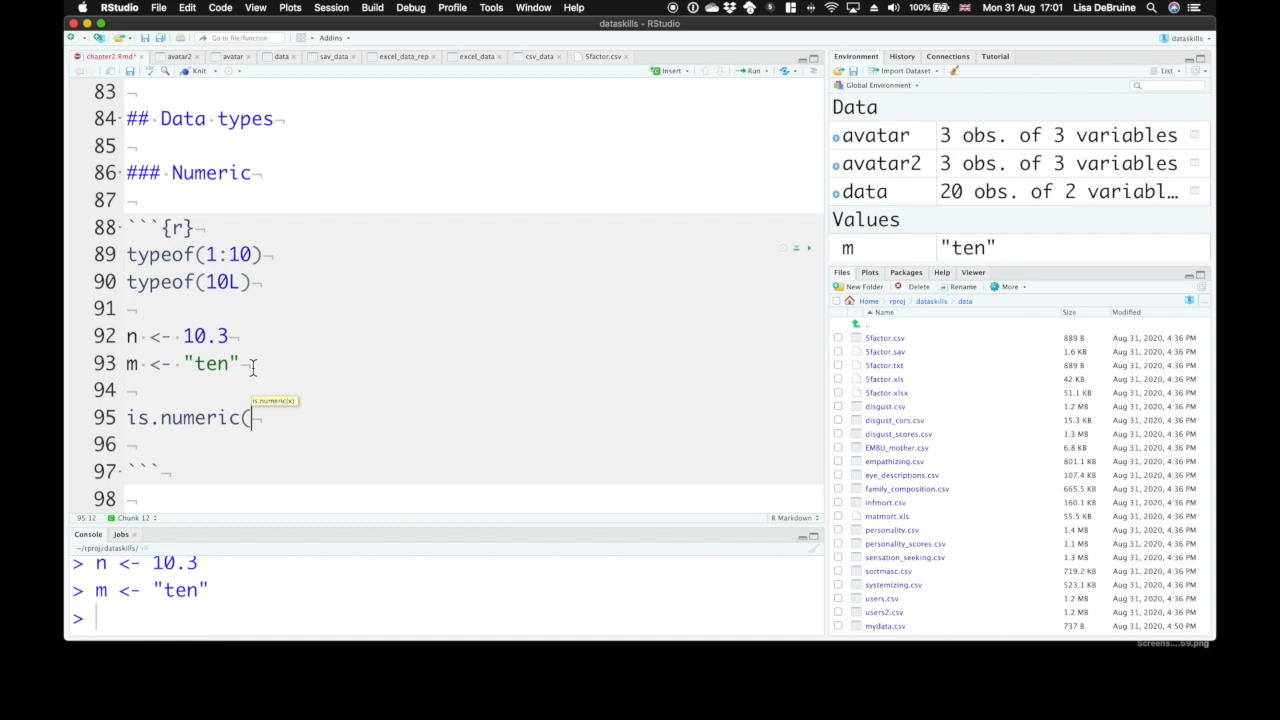 RStudio File Edit Code View Plots Session Build Debug Profile Tools Window Help 100% Mon 31 Aug 17:01 Lisa DeBruine
dataskills - RStudio
Go to file/function Addins dataskills
chapter2.Rmd* avatar2 avatar data sav_data excel_data_rep excel_data csv_data 5factor.csv
Knit Insert Run
83 ¬
84 ## Data types¬
85 ¬
86 ### Numeric¬
87 ¬
88 ```{r}¬
89 typeof(1:10)¬
90 typeof(10L)¬
91 ¬
92 n <- 10.3¬
93 m <- "ten"¬
94 ¬
is.numeric(x)
95 is.numeric(¬
96 ¬
97 ```¬
98 ¬
95:12 Chunk 12 R Markdown
Console Jobs
~/rproj/dataskills/
> n <- 10.3
> m <- "ten"
>
Environment History Connections Tutorial
Import Dataset List
Global Environment
Data
avatar 3 obs. of 3 variables
avatar2 3 obs. of 3 variables
data 20 obs. of 2 variabl…
Values
m "ten"
Files Plots Packages Help Viewer
New Folder Delete Rename More
Home rproj dataskills data
Name Size Modified
..
5factor.csv 889 B Aug 31, 2020, 4:36 PM
5factor.sav 1.6 KB Aug 31, 2020, 4:36 PM
5factor.txt 889 B Aug 31, 2020, 4:36 PM
5factor.xls 42 KB Aug 31, 2020, 4:36 PM
5factor.xlsx 51.1 KB Aug 31, 2020, 4:36 PM
disgust.csv 1.2 MB Aug 31, 2020, 4:36 PM
disgust_cors.csv 15.3 KB Aug 31, 2020, 4:36 PM
disgust_scores.csv 1.3 MB Aug 31, 2020, 4:36 PM
EMBU_mother.csv 6.8 KB Aug 31, 2020, 4:36 PM
empathizing.csv 801.1 KB Aug 31, 2020, 4:36 PM
eye_descriptions.csv 107.4 KB Aug 31, 2020, 4:36 PM
family_composition.csv 665.5 KB Aug 31, 2020, 4:36 PM
infmort.csv 160.1 KB Aug 31, 2020, 4:36 PM
matmort.xls 55.5 KB Aug 31, 2020, 4:36 PM
personality.csv 1.4 MB Aug 31, 2020, 4:36 PM
personality_scores.csv 1.3 MB Aug 31, 2020, 4:36 PM
sensation_seeking.csv 1.3 MB Aug 31, 2020, 4:36 PM
sortmasc.csv 719.2 KB Aug 31, 2020, 4:36 PM
systemizing.csv 523.1 KB Aug 31, 2020, 4:36 PM
users.csv 1.2 MB Aug 31, 2020, 4:36 PM
users2.csv 1.2 MB Aug 31, 2020, 4:36 PM
mydata.csv 737 B Aug 31, 2020, 4:50 PM
Screens....59.png